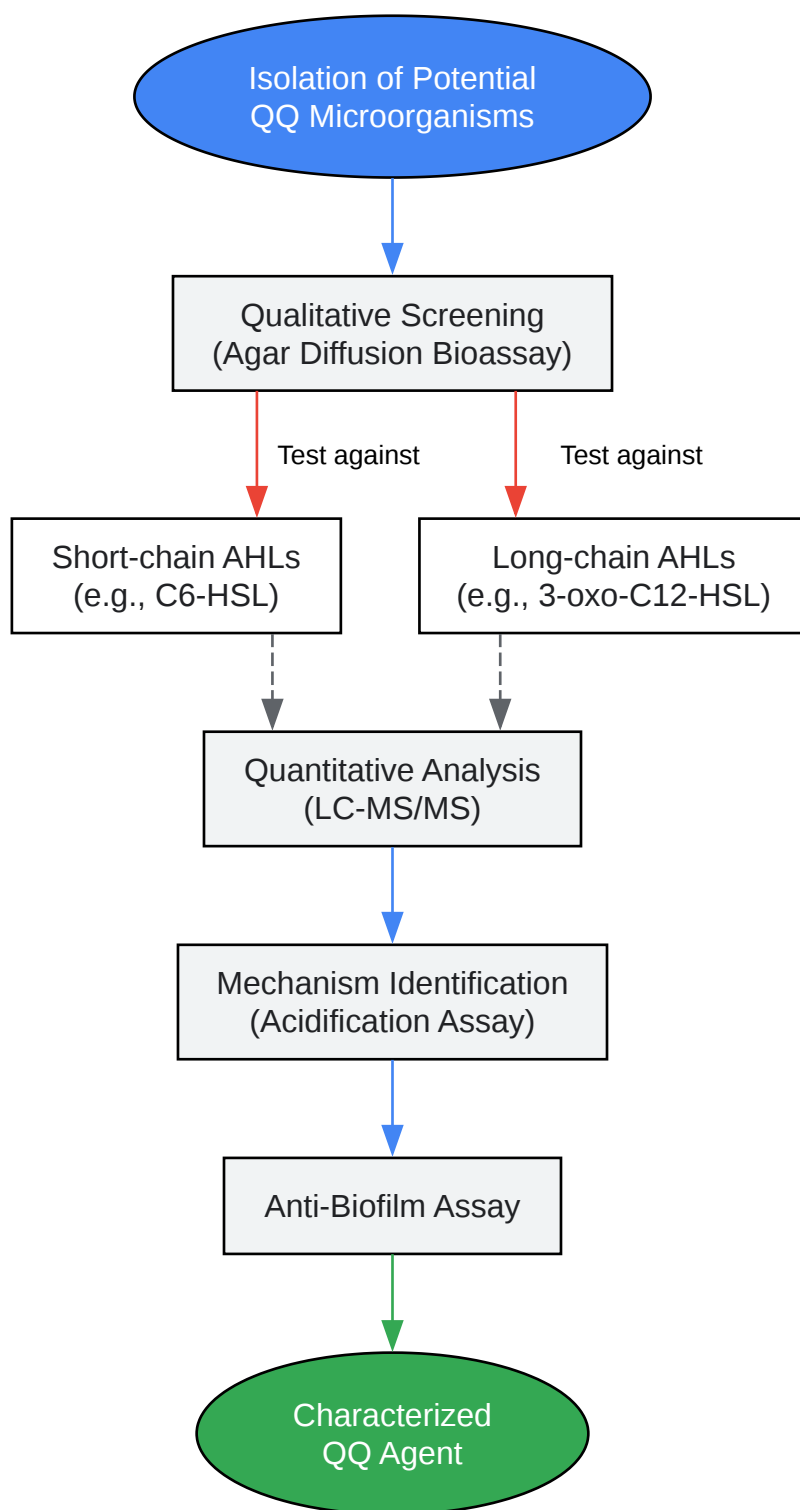 Isolation of Potential
QQ Microorganisms
Qualitative Screening
(Agar Diffusion Bioassay)
Test against
Test against
Short-chain AHLs
(e.g., C6-HSL)
Long-chain AHLs
(e.g., 3-oxo-C12-HSL)
Quantitative Analysis
(LC-MS/MS)
Mechanism Identification
(Acidification Assay)
Anti-Biofilm Assay
Characterized
QQ Agent